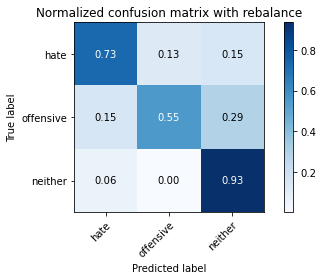 Normalized confusion matrix with rebalance
True label
hate
0.73 0.13 0.15
offensive
0.15 0.55 0.29
neither
0.06 0.00 0.93
hate offensive neither
Predicted label
0.8
0.6
0.4
0.2